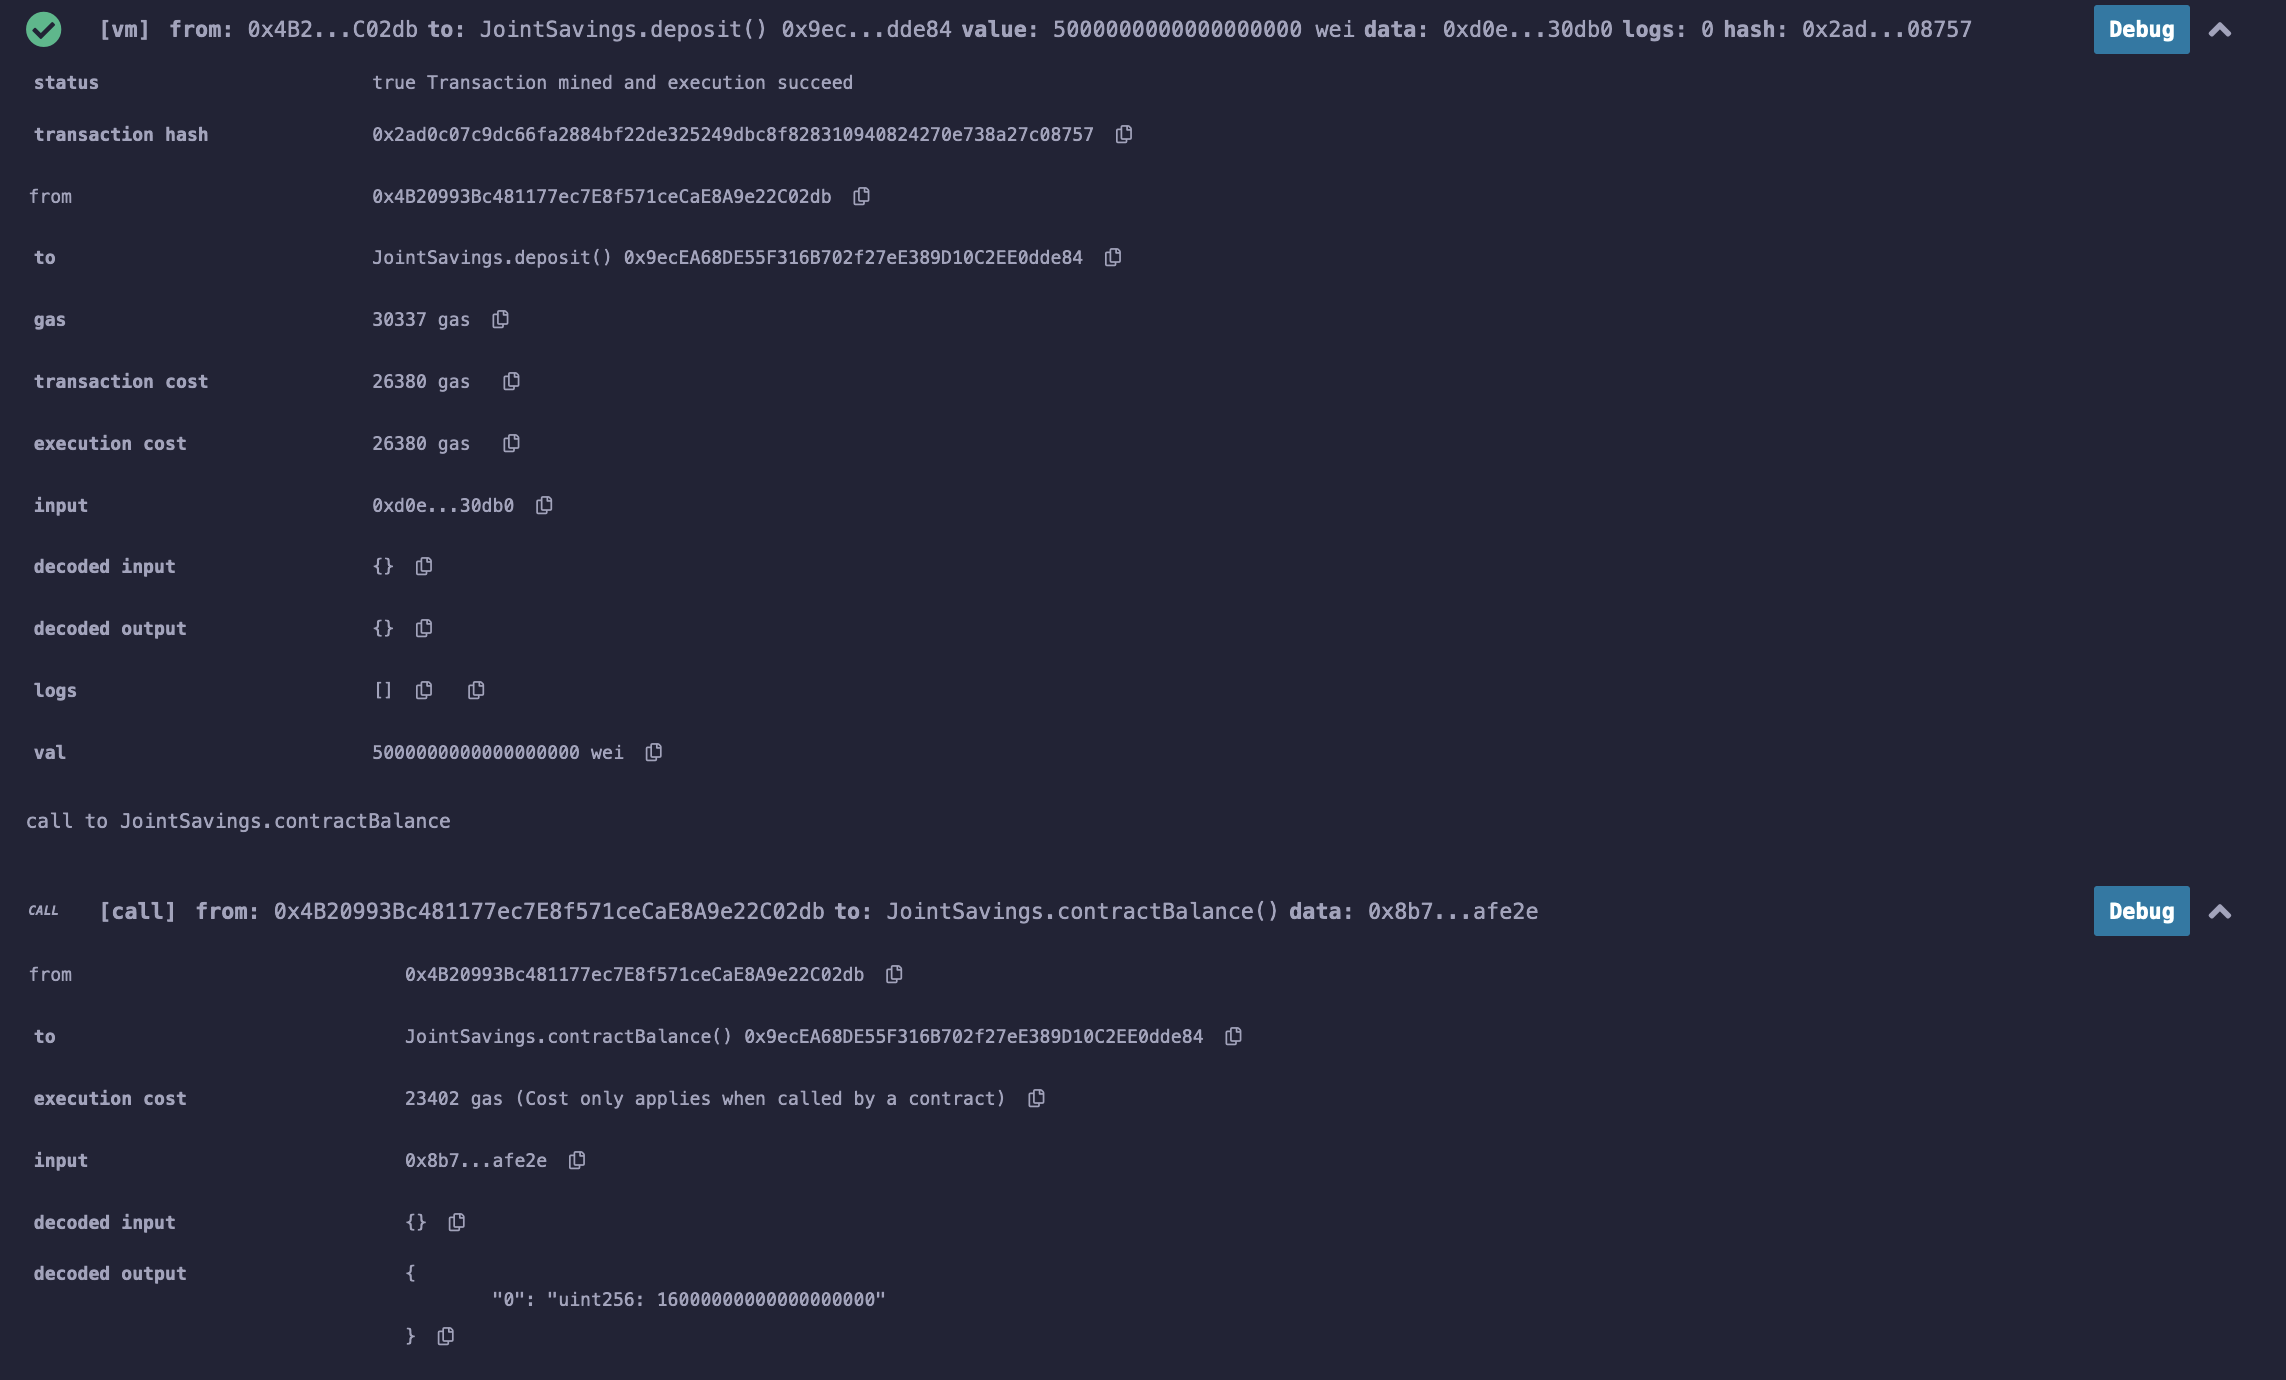 [vm] from: 0x4B2...C02db to: JointSavings.deposit() 0x9ec...dde84 value: 5000000000000000000 wei data: 0xd0e...30db0 logs: 0 hash: 0x2ad...08757 Debug
status true Transaction mined and execution succeed
transaction hash 0x2ad0c07c9dc66fa2884bf22de325249dbc8f828310940824270e738a27c08757
from 0x4B20993Bc481177ec7E8f571ceCaE8A9e22C02db
to JointSavings.deposit() 0x9ecEA68DE55F316B702f27eE389D10C2EE0dde84
gas 30337 gas
transaction cost 26380 gas
execution cost 26380 gas
input 0xd0e...30db0
decoded input {}
decoded output {}
logs []
val 5000000000000000000 wei
call to JointSavings.contractBalance
CALL [call] from: 0x4B20993Bc481177ec7E8f571ceCaE8A9e22C02db to: JointSavings.contractBalance() data: 0x8b7...afe2e Debug
from 0x4B20993Bc481177ec7E8f571ceCaE8A9e22C02db
to JointSavings.contractBalance() 0x9ecEA68DE55F316B702f27eE389D10C2EE0dde84
execution cost 23402 gas (Cost only applies when called by a contract)
input 0x8b7...afe2e
decoded input {}
decoded output {
"0": "uint256: 16000000000000000000"
}